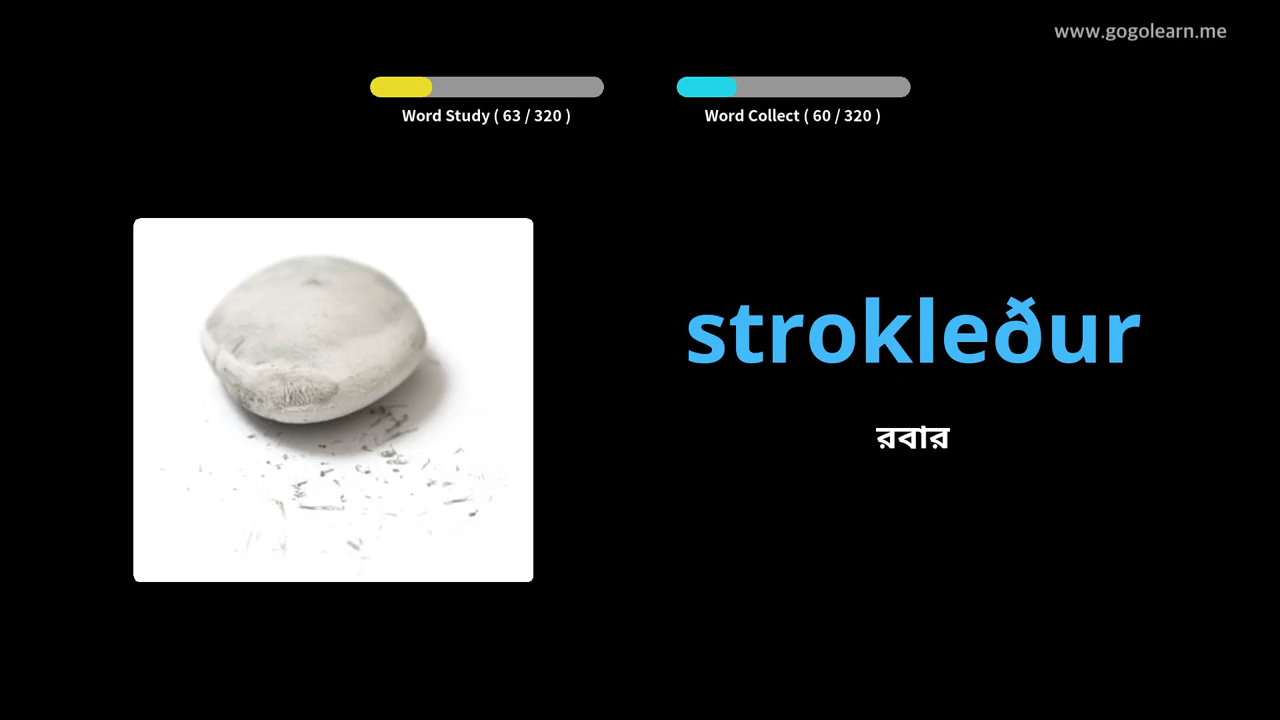 www.gogolearn.me
Word Study ( 63 / 320 )
Word Collect ( 60 / 320 )
strokleður
রবার